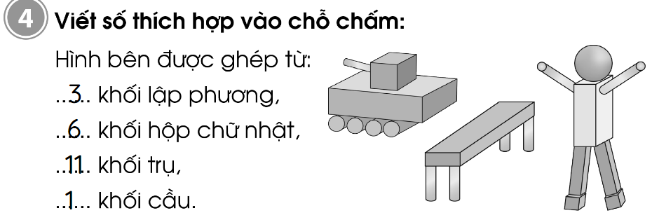 4 Viết số thích hợp vào chỗ chấm:
Hình bên được ghép từ:
..3.. khối lập phương,
..6.. khối hộp chữ nhật,
..11.. khối trụ,
..1... khối cầu.